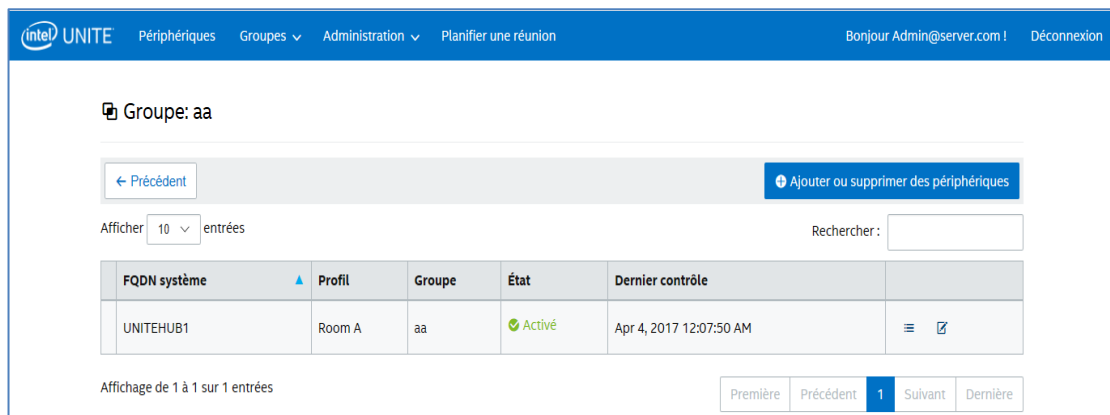 intel UNITE Périphériques Groupes Administration Planifier une réunion Bonjour Admin@server.com ! Déconnexion
Groupe: aa
← Précédent Ajouter ou supprimer des périphériques
Afficher 10 entrées Rechercher :
FQDN système Profil Groupe État Dernier contrôle
UNITEHUB1 Room A aa Activé Apr 4, 2017 12:07:50 AM
Affichage de 1 à 1 sur 1 entrées Première Précédent 1 Suivant Dernière